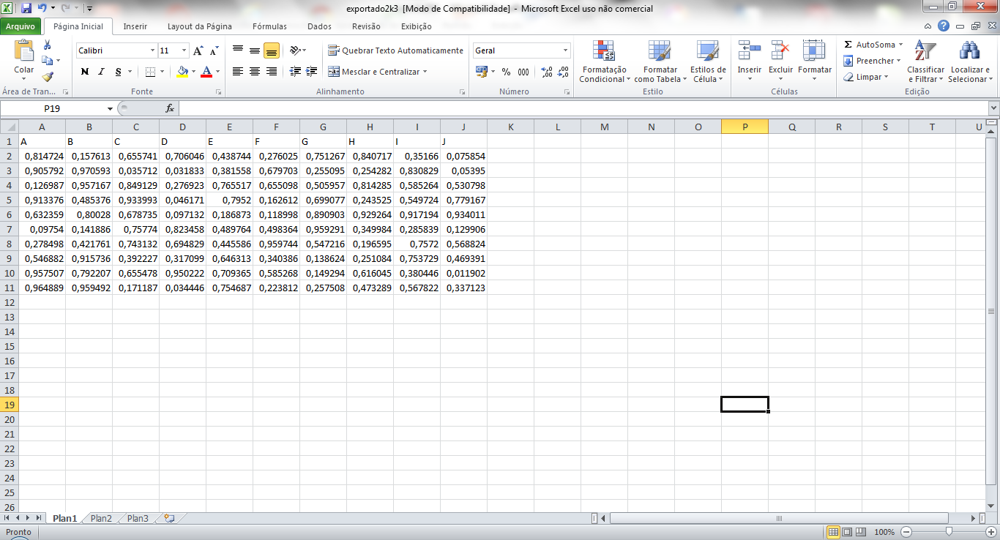 exportado2k3 [Modo de Compatibilidade] - Microsoft Excel uso não comercial
Arquivo Página Inicial Inserir Layout da Página Fórmulas Dados Revisão Exibição
Colar
Área de Tran...
Calibri 11
N I S
Fonte
Quebrar Texto Automaticamente
Mesclar e Centralizar
Alinhamento
Geral
% 000
Número
Formatação Condicional
Formatar como Tabela
Estilos de Célula
Estilo
Inserir Excluir Formatar
Células
Σ AutoSoma
Preencher
Limpar
Classificar e Filtrar
Localizar e Selecionar
Edição
P19 fx
A B C D E F G H I J K L M N O P Q R S T U
1 A B C D E F G H I J
2 0,814724 0,157613 0,655741 0,706046 0,438744 0,276025 0,751267 0,840717 0,35166 0,075854
3 0,905792 0,970593 0,035712 0,031833 0,381558 0,679703 0,255095 0,254282 0,830829 0,05395
4 0,126987 0,957167 0,849129 0,276923 0,765517 0,655098 0,505957 0,814285 0,585264 0,530798
5 0,913376 0,485376 0,933993 0,046171 0,7952 0,162612 0,699077 0,243525 0,549724 0,779167
6 0,632359 0,80028 0,678735 0,097132 0,186873 0,118998 0,890903 0,929264 0,917194 0,934011
7 0,09754 0,141886 0,75774 0,823458 0,489764 0,498364 0,959291 0,349984 0,285839 0,129906
8 0,278498 0,421761 0,743132 0,694829 0,445586 0,959744 0,547216 0,196595 0,7572 0,568824
9 0,546882 0,915736 0,392227 0,317099 0,646313 0,340386 0,138624 0,251084 0,753729 0,469391
10 0,957507 0,792207 0,655478 0,950222 0,709365 0,585268 0,149294 0,616045 0,380446 0,011902
11 0,964889 0,959492 0,171187 0,034446 0,754687 0,223812 0,257508 0,473289 0,567822 0,337123
12
13
14
15
16
17
18
19
20
21
22
23
24
25
26
Plan1 Plan2 Plan3
Pronto 100%